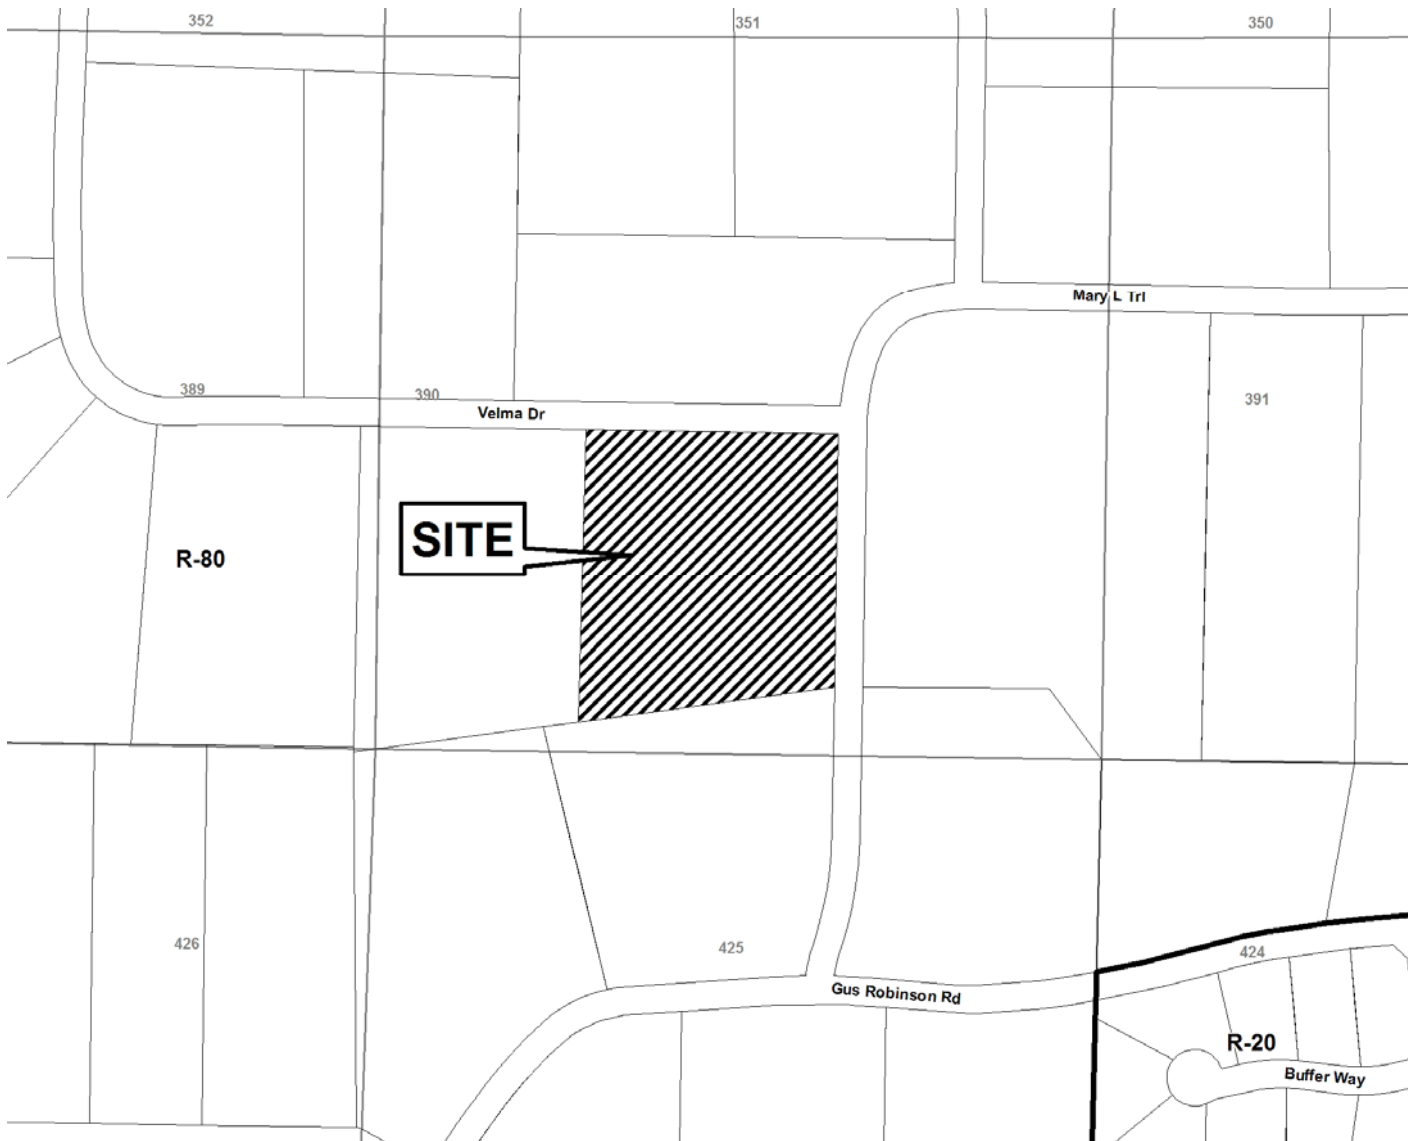 352
351
350
Mary L Trl
389
390
391
Velma Dr
SITE
R-80
426
425
424
Gus Robinson Rd
R-20
Buffer Way